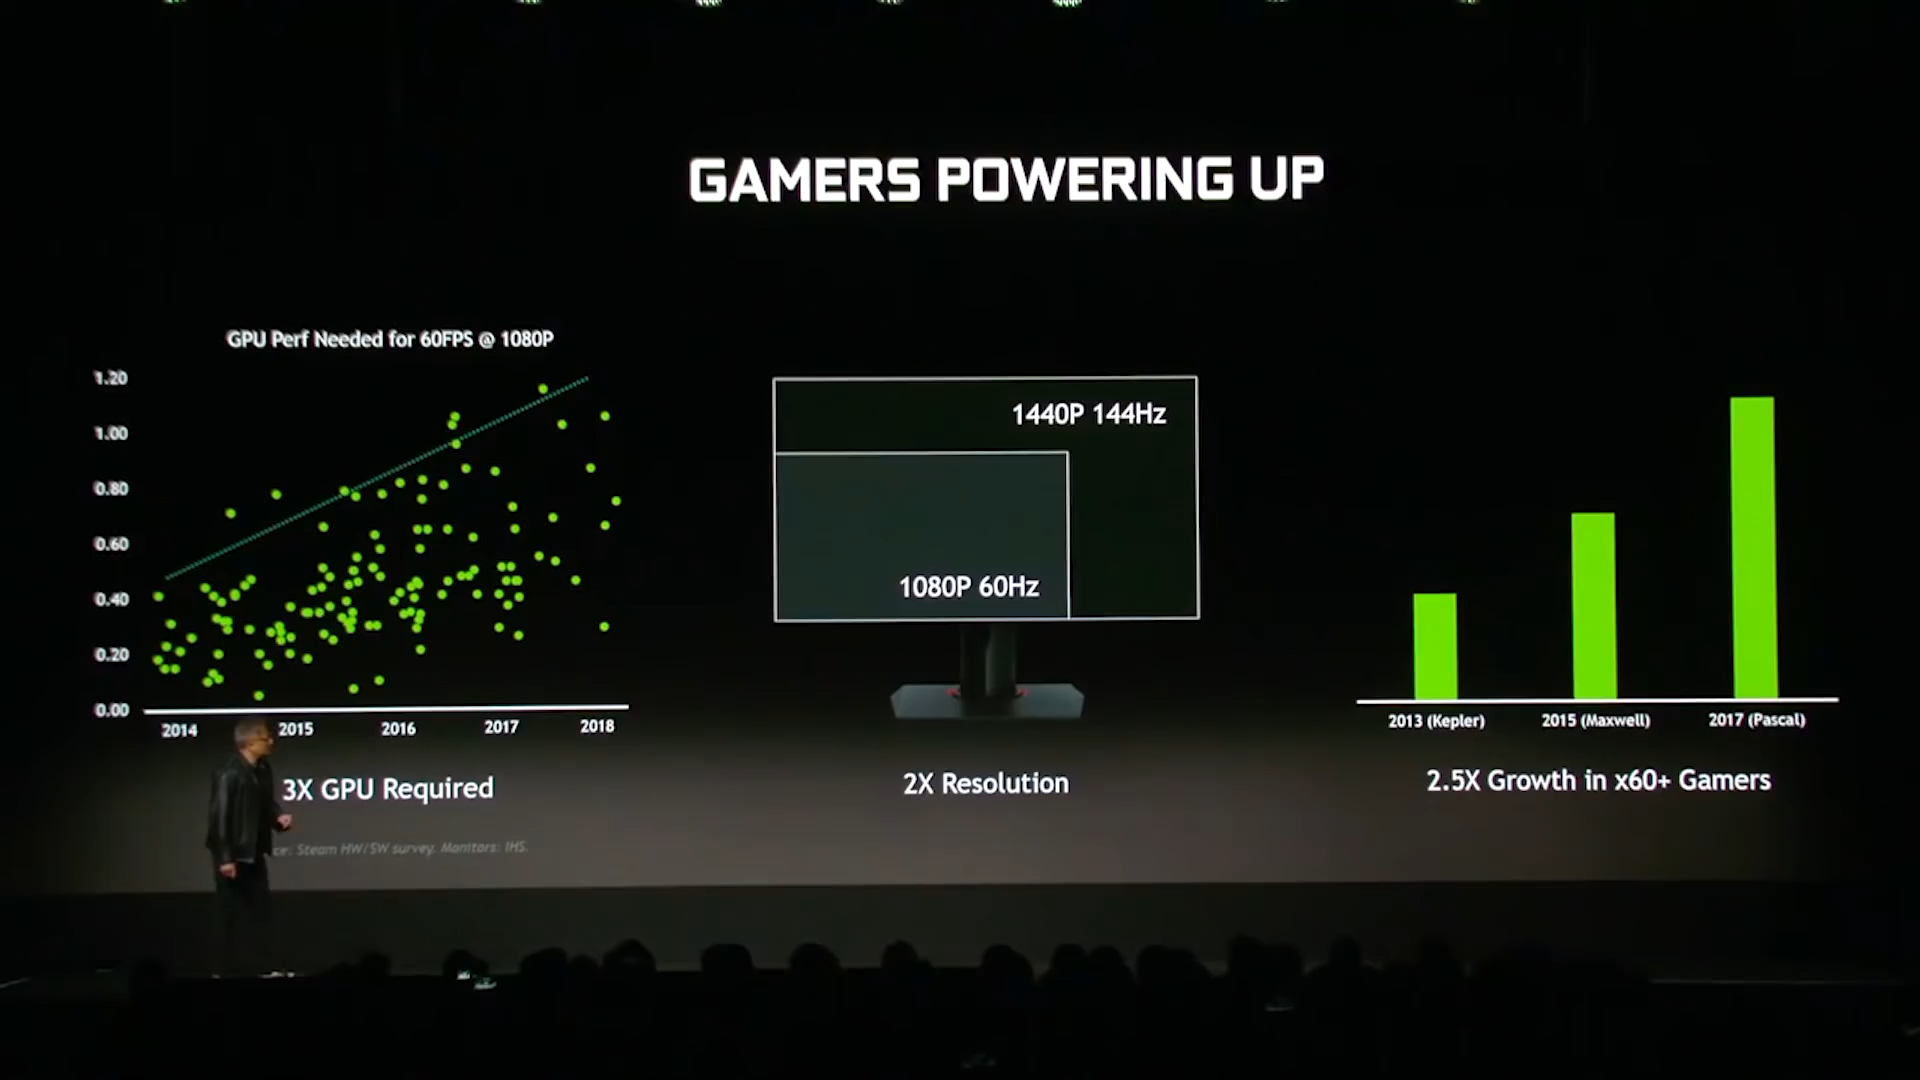 GAMERS POWERING UP
GPU Perf Needed for 60FPS @ 1080P
1.20
1.00
0.80
0.60
0.40
0.20
0.00
2014
2015
2016
2017
2018
3X GPU Required
Steam HW/SW survey. Monitors: IHS.
1440P 144Hz
1080P 60Hz
2X Resolution
2013 (Kepler)
2015 (Maxwell)
2017 (Pascal)
2.5X Growth in x60+ Gamers